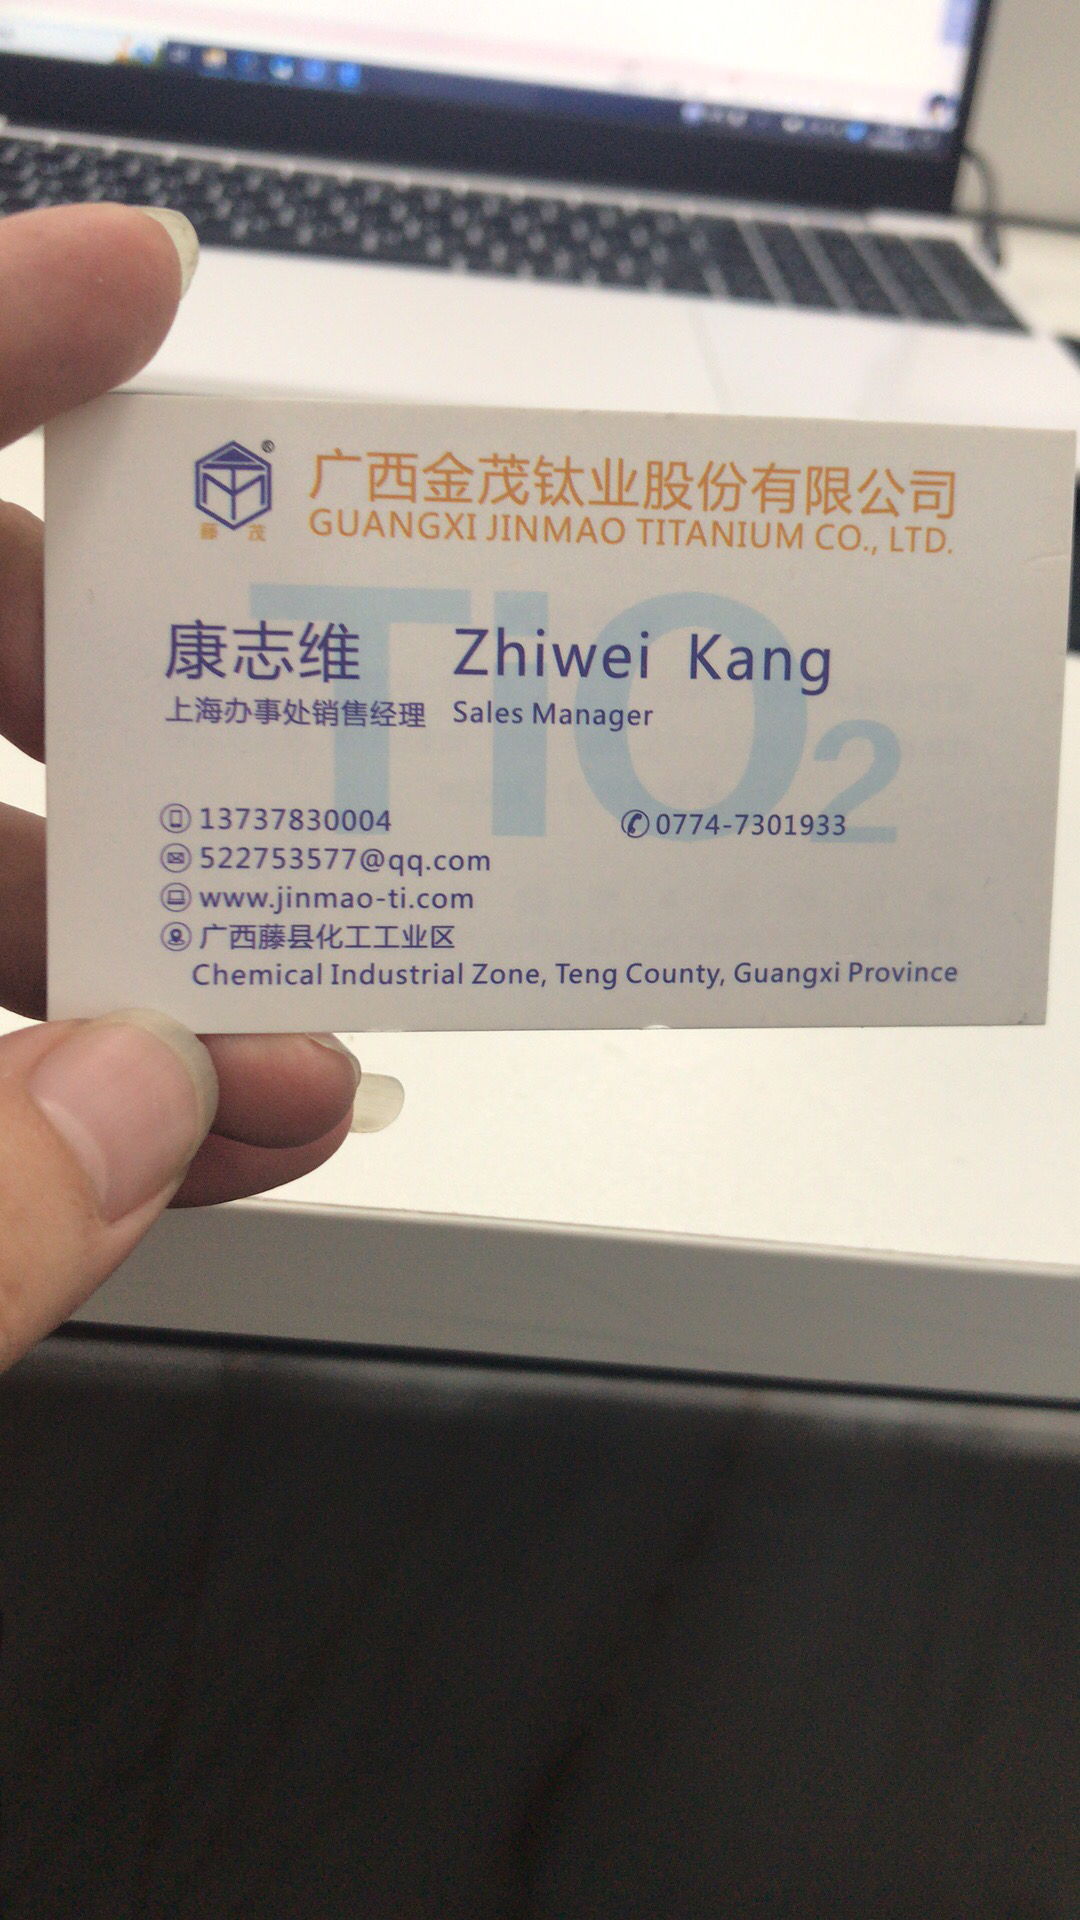 ®
藤 茂
广西金茂钛业股份有限公司
GUANGXI JINMAO TITANIUM CO., LTD.
TIO2
康志维 Zhiwei Kang
上海办事处销售经理 Sales Manager
13737830004 0774-7301933
522753577@qq.com
www.jinmao-ti.com
广西藤县化工工业区
Chemical Industrial Zone, Teng County, Guangxi Province